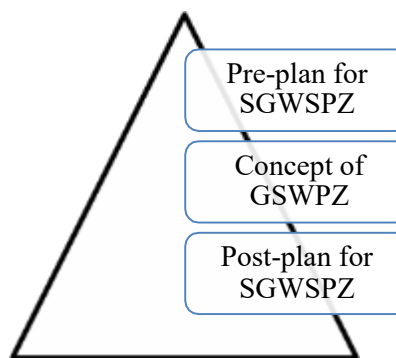 Pre-plan for
SGWSPZ
Concept of
GSWPZ
Post-plan for
SGWSPZ